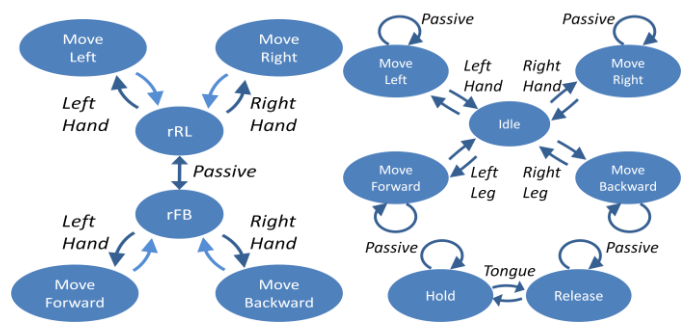 Move
Left
Move
Right
Left
Hand
Right
Hand
rRL
Passive
rFB
Left
Hand
Right
Hand
Move
Forward
Move
Backward
Passive
Passive
Move
Left
Left
Hand
Right
Hand
Move
Right
Idle
Move
Forward
Left
Leg
Right
Leg
Move
Backward
Passive
Passive
Tongue
Hold
Release